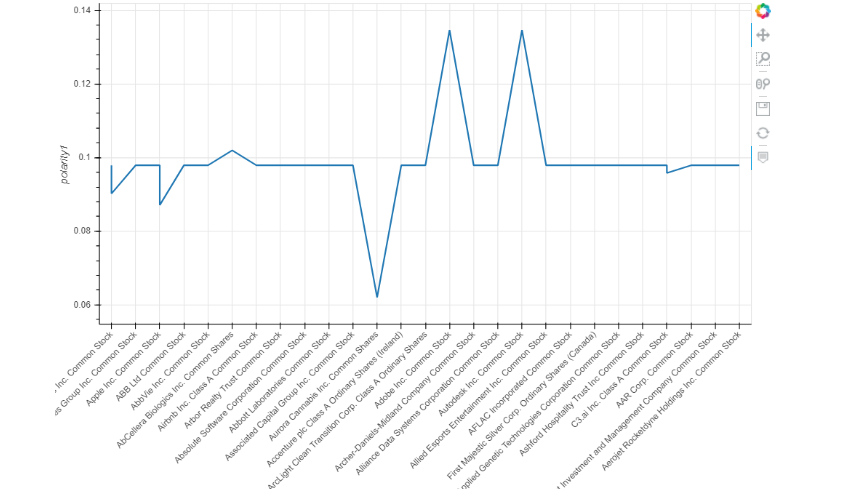 0.14
0.12
0.1
0.08
0.06
polarity1
Inc. Common Stock
Group Inc. Common Stock
Apple Inc. Common Stock
ABB Ltd Common Stock
AbbVie Inc. Common Stock
AbCellera Biologics Inc. Common Shares
Airbnb Inc. Class A Common Stock
Arbor Realty Trust Common Stock
Absolute Software Corporation Common Stock
Abbott Laboratories Common Stock
Associated Capital Group Inc. Common Stock
Aurora Cannabis Inc. Common Shares
Accenture plc Class A Ordinary Shares (Ireland)
ArcLight Clean Transition Corp. Class A Ordinary Shares
Adobe Inc. Common Stock
Archer-Daniels-Midland Company Common Stock
Alliance Data Systems Corporation Common Stock
Autodesk Inc. Common Stock
Allied Esports Entertainment Inc. Common Stock
AFLAC Incorporated Common Stock
First Majestic Silver Corp. Ordinary Shares (Canada)
Genetic Technologies Corporation Common Stock
Ashford Hospitality Trust Inc Common Stock
C3.ai Inc. Class A Common Stock
AAR Corp. Common Stock
Investment and Management Company Common Stock
Aerojet Rocketdyne Holdings Inc. Common Stock